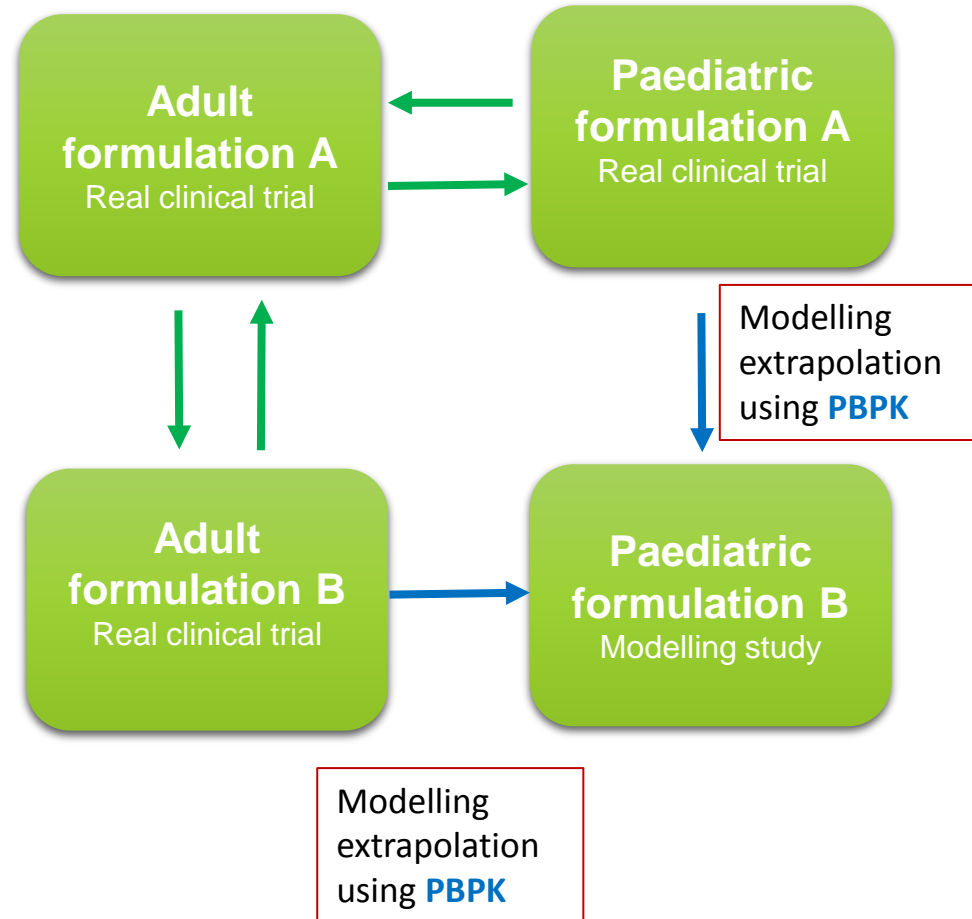 Adult
formulation A
Real clinical trial
Paediatric
formulation A
Real clinical trial
Modelling
extrapolation
using PBPK
Adult
formulation B
Real clinical trial
Paediatric
formulation B
Modelling study
Modelling
extrapolation
using PBPK